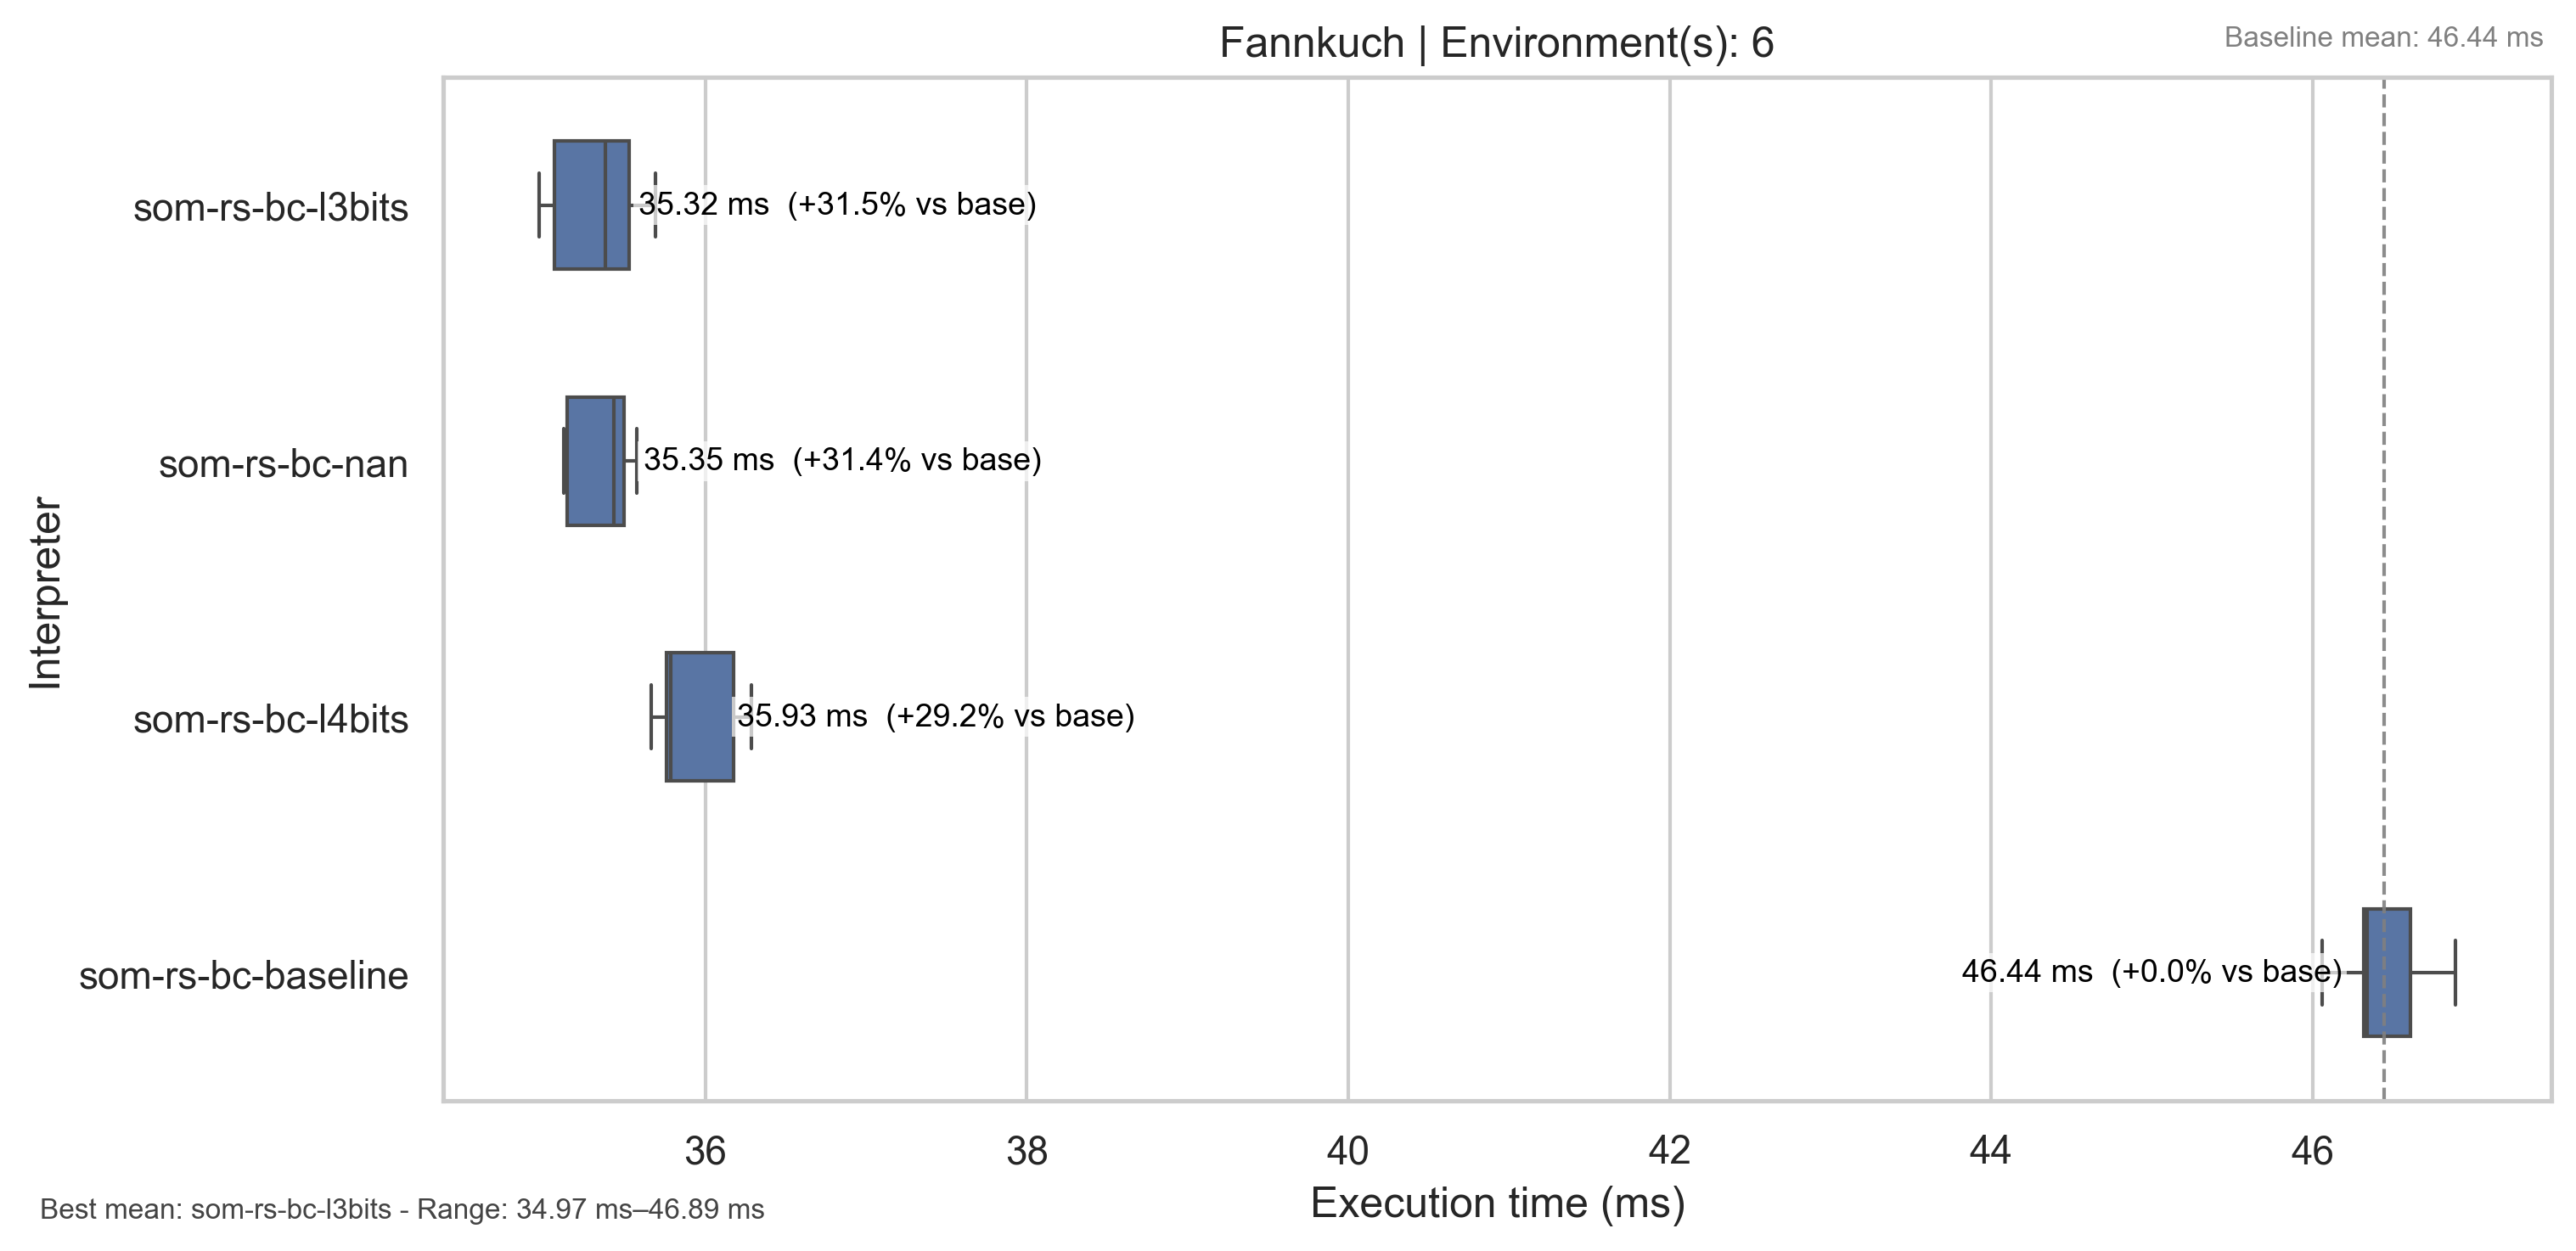 Fannkuch | Environment(s): 6
Baseline mean: 46.44 ms
Interpreter
som-rs-bc-l3bits
35.32 ms  (+31.5% vs base)
som-rs-bc-nan
35.35 ms  (+31.4% vs base)
som-rs-bc-l4bits
35.93 ms  (+29.2% vs base)
som-rs-bc-baseline
46.44 ms  (+0.0% vs base)
36 38 40 42 44 46
Execution time (ms)
Best mean: som-rs-bc-l3bits - Range: 34.97 ms–46.89 ms